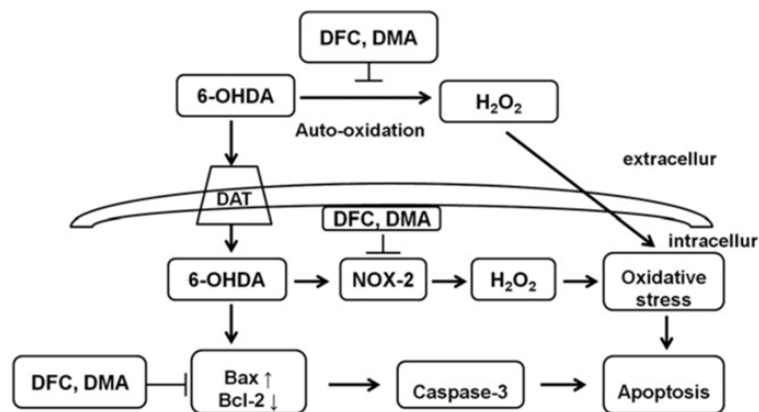 DFC, DMA
6-OHDA
H₂O₂
Auto-oxidation
extracellur
DAT
DFC, DMA
intracellur
6-OHDA
NOX-2
H₂O₂
Oxidative
stress
DFC, DMA
Bax ↑
Bcl-2 ↓
Caspase-3
Apoptosis